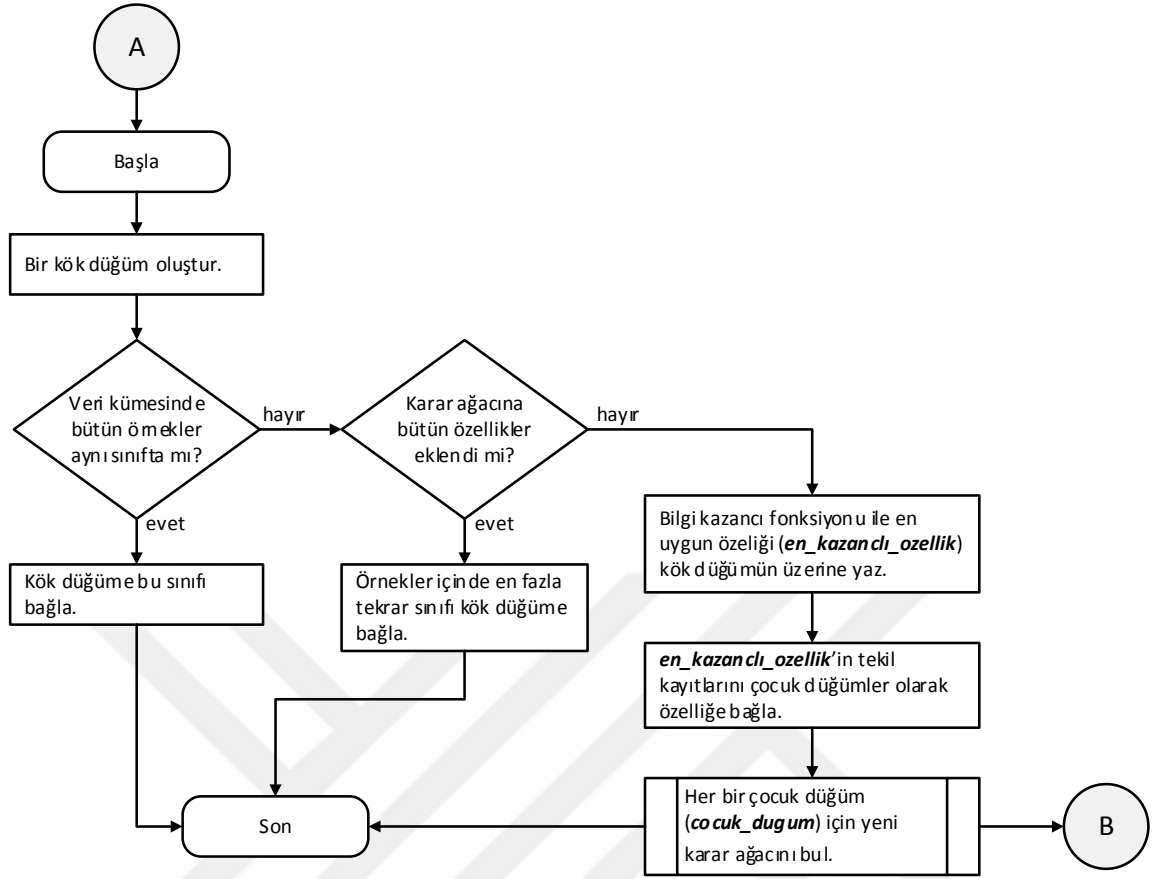 A
Başla
Bir kök düğüm oluştur.
Veri kümesinde
bütün örnekler
aynı sınıfta mı?
hayır
evet
Kök düğüme bu sınıfı
bağla.
Karar ağacına
bütün özellikler
eklendi mi?
hayır
evet
Örnekler içinde en fazla
tekrar sınıfı kök düğüme
bağla.
Bilgi kazancı fonksiyonu ile en
uygun özeliği (en_kazanclı_ozellik)
kök düğümün üzerine yaz.
en_kazanclı_ozellik'in tekil
kayıtlarını çocuk düğümler olarak
özelliğe bağla.
Her bir çocuk düğüm
(cocuk_dugum) için yeni
karar ağacını bul.
Son
B